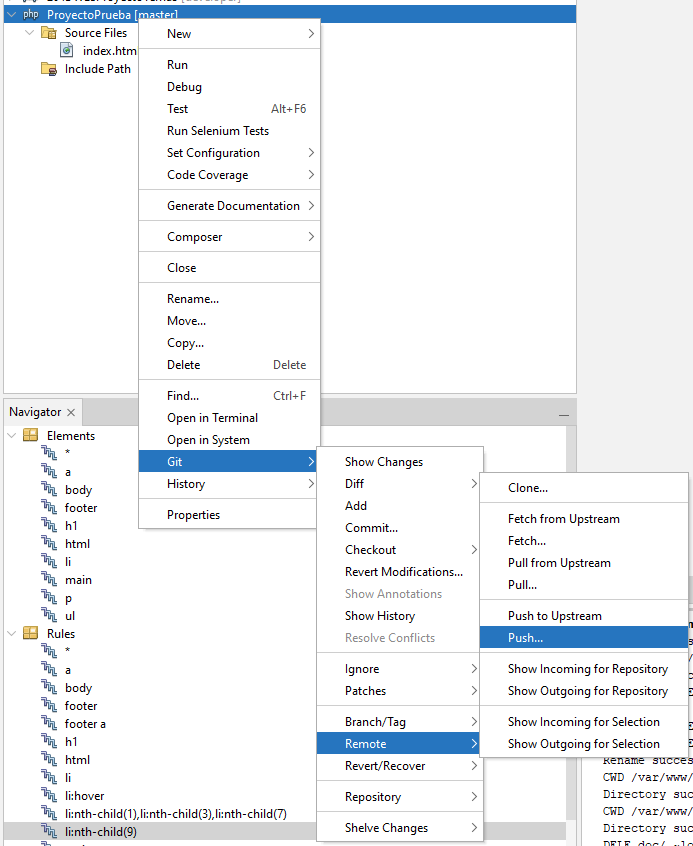 php ProyectoPrueba [master]
Source Files
index.htm
Include Path
New
Run
Debug
Test Alt+F6
Run Selenium Tests
Set Configuration
Code Coverage
Generate Documentation
Composer
Close
Rename...
Move...
Copy...
Delete Delete
Find... Ctrl+F
Open in Terminal
Open in System
Git
History
Properties
Show Changes
Diff
Add
Commit...
Checkout
Revert Modifications...
Show Annotations
Show History
Resolve Conflicts
Ignore
Patches
Branch/Tag
Remote
Revert/Recover
Repository
Shelve Changes
Clone...
Fetch from Upstream
Fetch...
Pull from Upstream
Pull...
Push to Upstream
Push...
Show Incoming for Repository
Show Outgoing for Repository
Show Incoming for Selection
Show Outgoing for Selection
Navigator
Elements
*
a
body
footer
h1
html
li
main
p
ul
Rules
*
a
body
footer
footer a
h1
html
li
li:hover
li:nth-child(1),li:nth-child(3),li:nth-child(7)
li:nth-child(9)
Rename succes
CWD /var/www/
Directory suc
CWD /var/www/
Directory suc